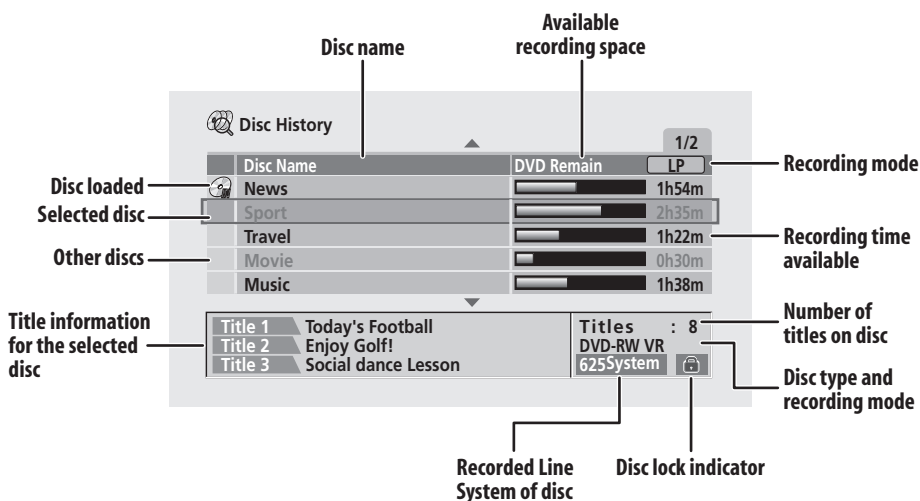 Available
recording space
Disc name
Disc History
1/2
Disc Name DVD Remain LP
Recording mode
Disc loaded
News 1h54m
Selected disc
Sport 2h35m
Travel 1h22m
Recording time
available
Other discs
Movie 0h30m
Music 1h38m
Title information
for the selected
disc
Title 1 Today's Football
Title 2 Enjoy Golf!
Title 3 Social dance Lesson
Titles : 8
DVD-RW VR
625System
Number of
titles on disc
Disc type and
recording mode
Recorded Line
System of disc
Disc lock indicator